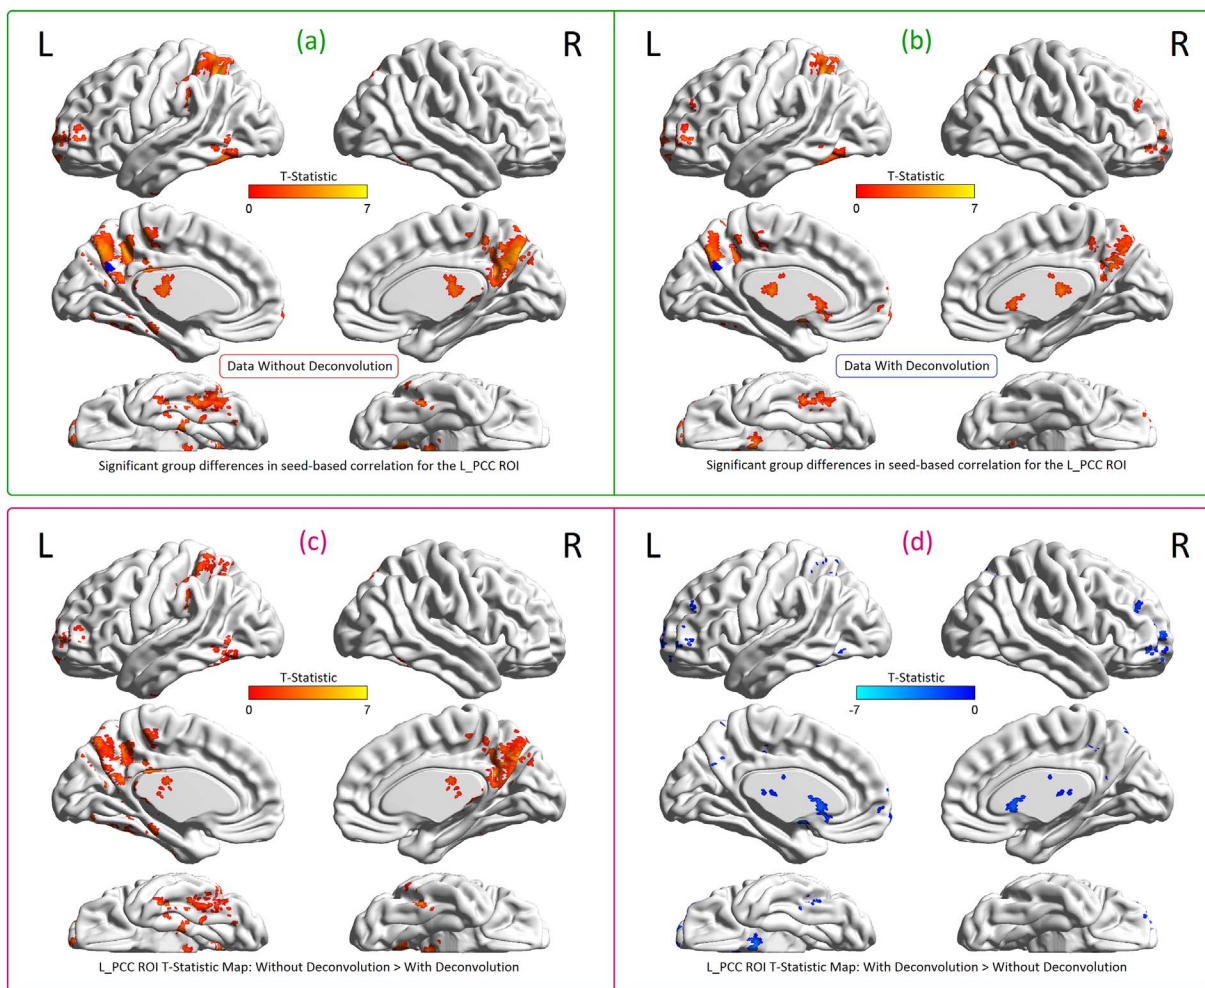 L (a) R
T-Statistic
0 7
Data Without Deconvolution
Significant group differences in seed-based correlation for the L_PCC ROI
L (b) R
T-Statistic
0 7
Data With Deconvolution
Significant group differences in seed-based correlation for the L_PCC ROI
L (c) R
T-Statistic
0 7
L_PCC ROI T-Statistic Map: Without Deconvolution > With Deconvolution
L (d) R
T-Statistic
-7 0
L_PCC ROI T-Statistic Map: With Deconvolution > Without Deconvolution